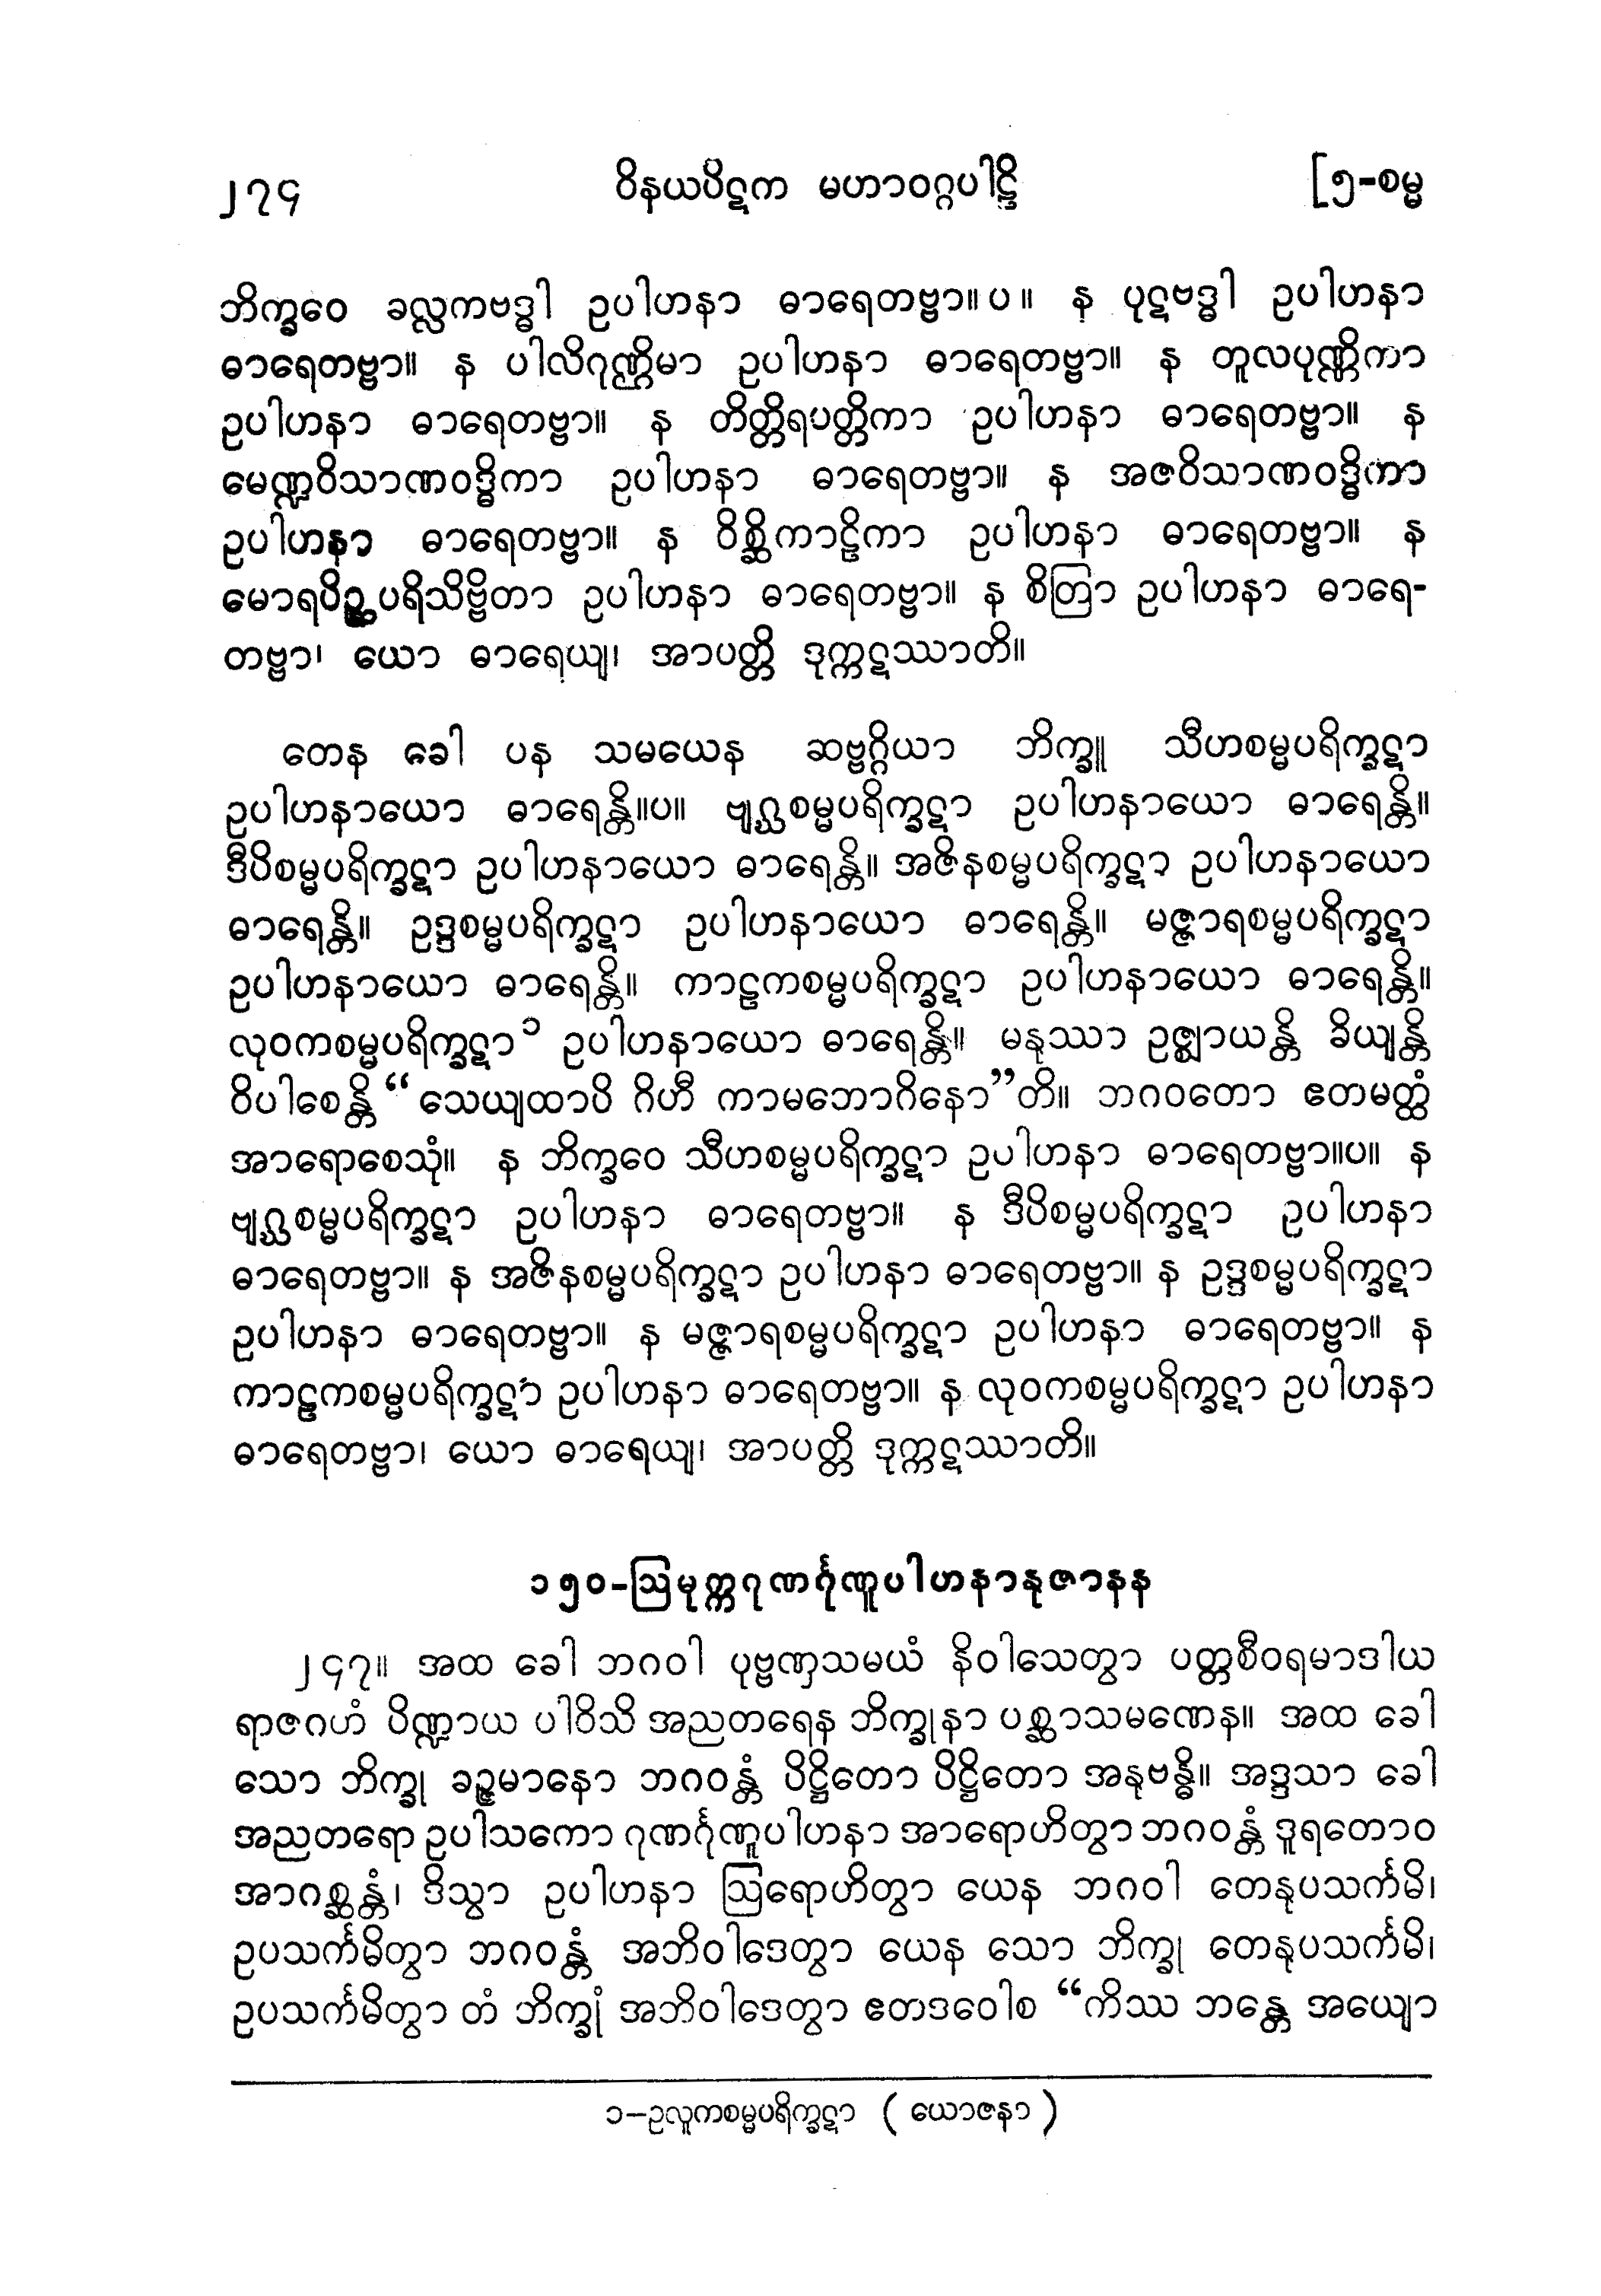 ၂၇၄ ဝိနယပိဋက မဟာဝဂ္ဂပါဠိ [၅-စမ္မ
ဘိက္ခဝေ ခလ္လကဗဒ္ဓါ ဥပါဟနာ ဓာရေတဗ္ဗာ။ပ။ န ပုဋဗဒ္ဓါ ဥပါဟနာ
ဓာရေတဗ္ဗာ။ န ပါလိဂုဏ္ဌိမာ ဥပါဟနာ ဓာရေတဗ္ဗာ။ န တူလပုဏ္ဏိကာ
ဥပါဟနာ ဓာရေတဗ္ဗာ။ န တိတ္တိရပတ္တိကာ ဥပါဟနာ ဓာရေတဗ္ဗာ။ န
မေဏ္ဍဝိသာဏဝဒ္ဓိကာ ဥပါဟနာ ဓာရေတဗ္ဗာ။ န အဇဝိသာဏဝဒ္ဓိကာ
ဥပါဟနာ ဓာရေတဗ္ဗာ။ န ဝိစ္ဆိကာဠိကာ ဥပါဟနာ ဓာရေတဗ္ဗာ။ န
မောရပိဉ္ဆပရိသိဗ္ဗိတာ ဥပါဟနာ ဓာရေတဗ္ဗာ။ န စိတြာ ဥပါဟနာ ဓာရေ-
တဗ္ဗာ၊ ယော ဓာရေယျ၊ အာပတ္တိ ဒုက္ကဋဿာတိ။
တေန ခေါ ပန သမယေန ဆဗ္ဗဂ္ဂိယာ ဘိက္ခူ သီဟစမ္မပရိက္ခဋာ
ဥပါဟနာယော ဓာရေန္တိ။ပ။ ဗျဂ္ဃစမ္မပရိက္ခဋာ ဥပါဟနာယော ဓာရေန္တိ။
ဒီပိစမ္မပရိက္ခဋာ ဥပါဟနာယော ဓာရေန္တိ။ အဇိနစမ္မပရိက္ခဋာ ဥပါဟနာယော
ဓာရေန္တိ။ ဥဒ္ဒစမ္မပရိက္ခဋာ ဥပါဟနာယော ဓာရေန္တိ။ မဇ္ဇာရစမ္မပရိက္ခဋာ
ဥပါဟနာယော ဓာရေန္တိ။ ကာဠကစမ္မပရိက္ခဋာ ဥပါဟနာယော ဓာရေန္တိ။
လုဝကစမ္မပရိက္ခဋာ၁ ဥပါဟနာယော ဓာရေန္တိ။ မနုဿာ ဥဇ္ဈာယန္တိ ခိယျန္တိ
ဝိပါစေန္တိ “သေယျထာပိ ဂိဟီ ကာမဘောဂိနော”တိ။ ဘဂဝတော ဧတမတ္ထံ
အာရောစေသုံ။ န ဘိက္ခဝေ သီဟစမ္မပရိက္ခဋာ ဥပါဟနာ ဓာရေတဗ္ဗာ။ပ။ န
ဗျဂ္ဃစမ္မပရိက္ခဋာ ဥပါဟနာ ဓာရေတဗ္ဗာ။ န ဒီပိစမ္မပရိက္ခဋာ ဥပါဟနာ
ဓာရေတဗ္ဗာ။ န အဇိနစမ္မပရိက္ခဋာ ဥပါဟနာ ဓာရေတဗ္ဗာ။ န ဥဒ္ဒစမ္မပရိက္ခဋာ
ဥပါဟနာ ဓာရေတဗ္ဗာ။ န မဇ္ဇာရစမ္မပရိက္ခဋာ ဥပါဟနာ ဓာရေတဗ္ဗာ။ န
ကာဠကစမ္မပရိက္ခဋာ ဥပါဟနာ ဓာရေတဗ္ဗာ။ န လုဝကစမ္မပရိက္ခဋာ ဥပါဟနာ
ဓာရေတဗ္ဗာ၊ ယော ဓာရေယျ၊ အာပတ္တိ ဒုက္ကဋဿာတိ။
၁၅၀-ဩမုက္ကဂုဏင်္ဂုဏူပါဟနာနုဇာနန
၂၄၇။ အထ ခေါ ဘဂဝါ ပုဗ္ဗဏှသမယံ နိဝါသေတွာ ပတ္တစီဝရမာဒါယ
ရာဇဂဟံ ပိဏ္ဍာယ ပါဝိသိ အညတရေန ဘိက္ခုနာ ပစ္ဆာသမဏေန။ အထ ခေါ
သော ဘိက္ခု ခဉ္ဇမာနော ဘဂဝန္တံ ပိဋ္ဌိတော ပိဋ္ဌိတော အနုဗန္ဓိ။ အဒ္ဒသာ ခေါ
အညတရော ဥပါသကော ဂုဏင်္ဂုဏူပါဟနာ အာရောဟိတွာ ဘဂဝန္တံ ဒူရတောဝ
အာဂစ္ဆန္တံ၊ ဒိသွာ ဥပါဟနာ ဩရောဟိတွာ ယေန ဘဂဝါ တေနုပသင်္ကမိ၊
ဥပသင်္ကမိတွာ ဘဂဝန္တံ အဘိဝါဒေတွာ ယေန သော ဘိက္ခု တေနုပသင်္ကမိ၊
ဥပသင်္ကမိတွာ တံ ဘိက္ခုံ အဘိဝါဒေတွာ ဧတဒဝေါစ “ကိဿ ဘန္တေ အယျော
၁–ဥလူကစမ္မပရိက္ခဋာ (ယောဇနာ)